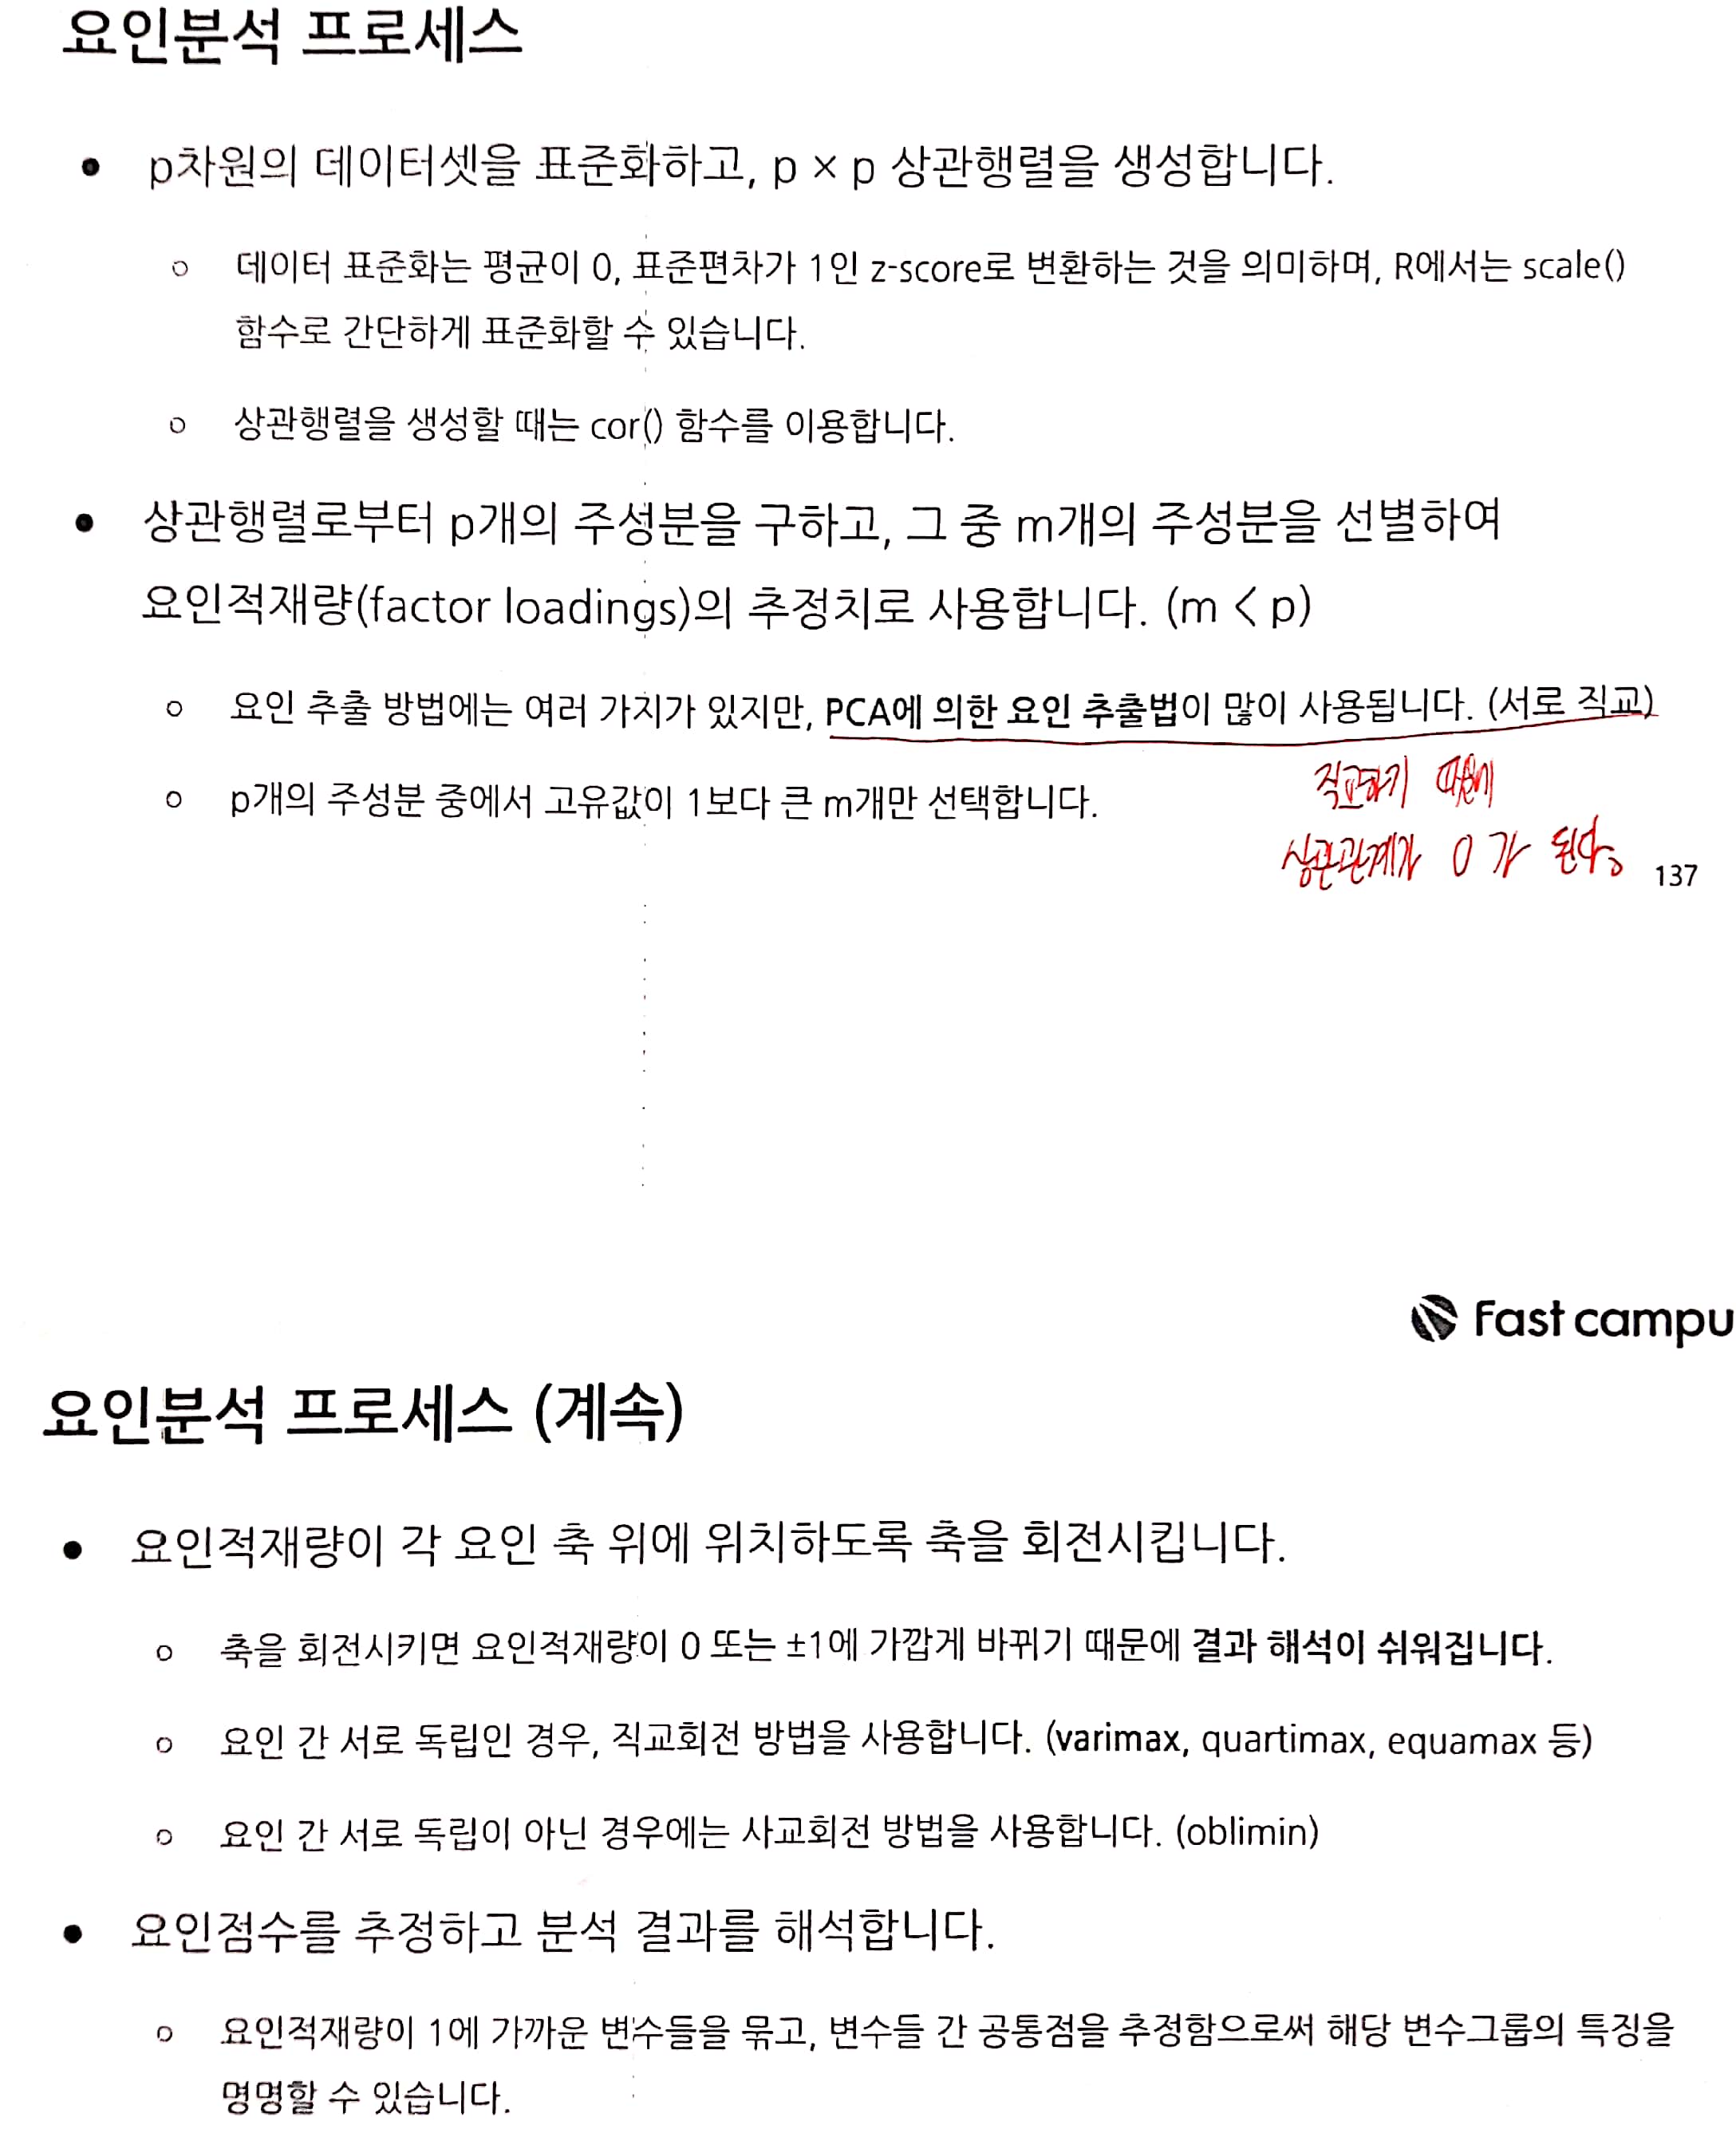 요인분석 프로세스
● p차원의 데이터셋을 표준화하고, p × p 상관행렬을 생성합니다.
○ 데이터 표준화는 평균이 0, 표준편차가 1인 z-score로 변환하는 것을 의미하며, R에서는 scale()
함수로 간단하게 표준화할 수 있습니다.
○ 상관행렬을 생성할 때는 cor() 함수를 이용합니다.
● 상관행렬로부터 p개의 주성분을 구하고, 그 중 m개의 주성분을 선별하여
요인적재량(factor loadings)의 추정치로 사용합니다. (m < p)
○ 요인 추출 방법에는 여러 가지가 있지만, PCA에 의한 요인 추출법이 많이 사용됩니다. (서로 직교)
○ p개의 주성분 중에서 고유값이 1보다 큰 m개만 선택합니다.
직교하기 때문에
상관관계가 0가 된다。
137
Fast campu
요인분석 프로세스 (계속)
● 요인적재량이 각 요인 축 위에 위치하도록 축을 회전시킵니다.
○ 축을 회전시키면 요인적재량이 0 또는 ±1에 가깝게 바뀌기 때문에 결과 해석이 쉬워집니다.
○ 요인 간 서로 독립인 경우, 직교회전 방법을 사용합니다. (varimax, quartimax, equamax 등)
○ 요인 간 서로 독립이 아닌 경우에는 사교회전 방법을 사용합니다. (oblimin)
● 요인점수를 추정하고 분석 결과를 해석합니다.
○ 요인적재량이 1에 가까운 변수들을 묶고, 변수들 간 공통점을 추정함으로써 해당 변수그룹의 특징을
명명할 수 있습니다.